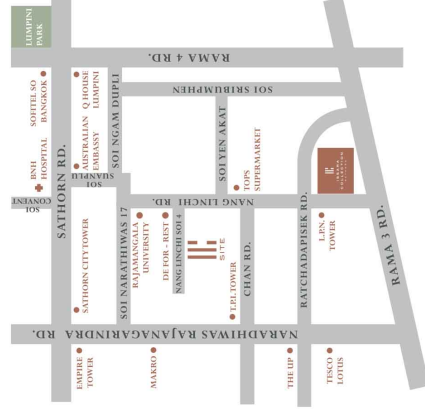 LUMPINI
PARK
RAMA 4 RD.
SOFITEL SO
BANGKOK
Q HOUSE
LUMPINI
SOI NGAM DUPLI
SOI SRIBUMPHEN
BNH
HOSPITAL
AUSTRALIAN
EMBASSY
SOI
SUANPLU
SOI YEN AKAT
TOPS
SUPERMARKET
SOI
CONVENT
SATHORN RD.
NANG LINCHI RD.
SATHORN CITY TOWER
SOI NARATHIWAS 17
RAJAMANGALA
UNIVERSITY
DE FOR - REST
NANG LINCHI SOI 4
SITE
T.P.I. TOWER
CHAN RD.
RATCHADAPISEK RD.
L.P.N.
TOWER
RAMA 3 RD.
NARADHIWAS RAJANAGARINDRA RD.
EMPIRE
TOWER
MAKRO
THE UP
TESCO
LOTUS